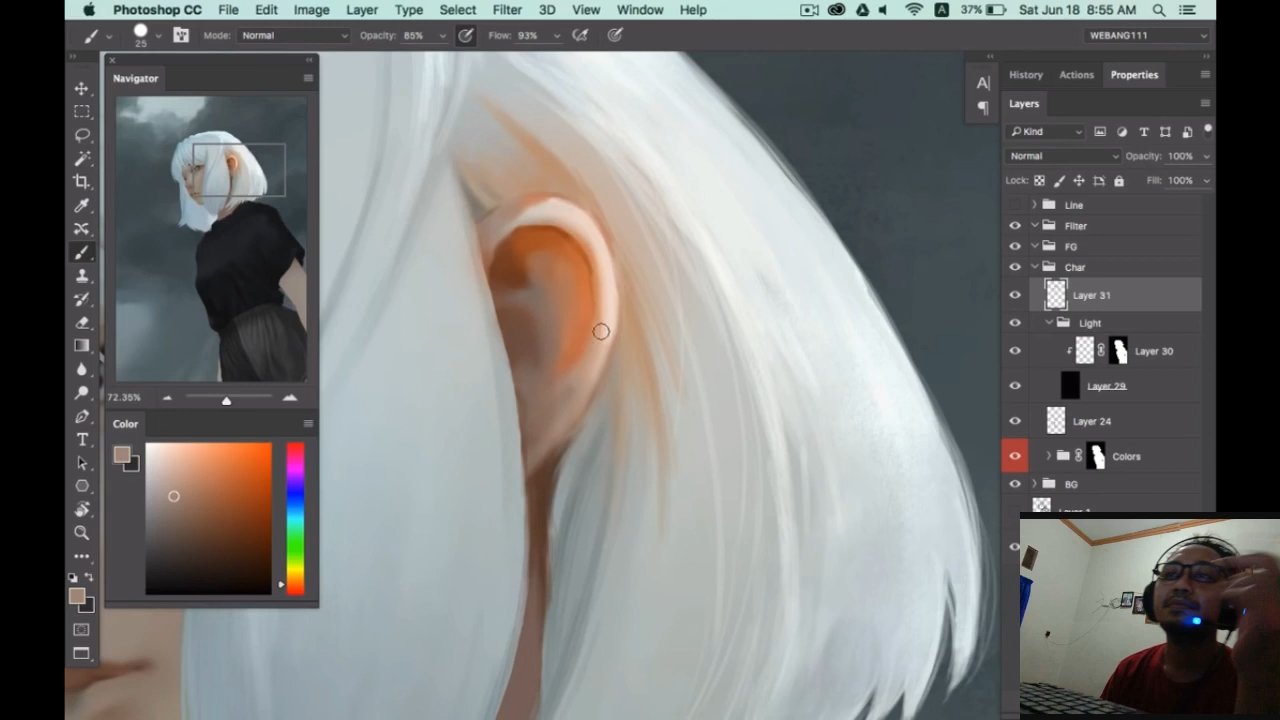 Photoshop CC File Edit Image Layer Type Select Filter 3D View Window Help A 37% Sat Jun 18 8:55 AM
25 Mode: Normal Opacity: 85% Flow: 93% WEBANG111
Navigator
72.35%
Color
History Actions Properties
Layers
Kind
Normal Opacity: 100%
Lock: Fill: 100%
Line
Filter
FG
Char
Layer 31
Light
Layer 30
Layer 29
Layer 24
Colors
BG